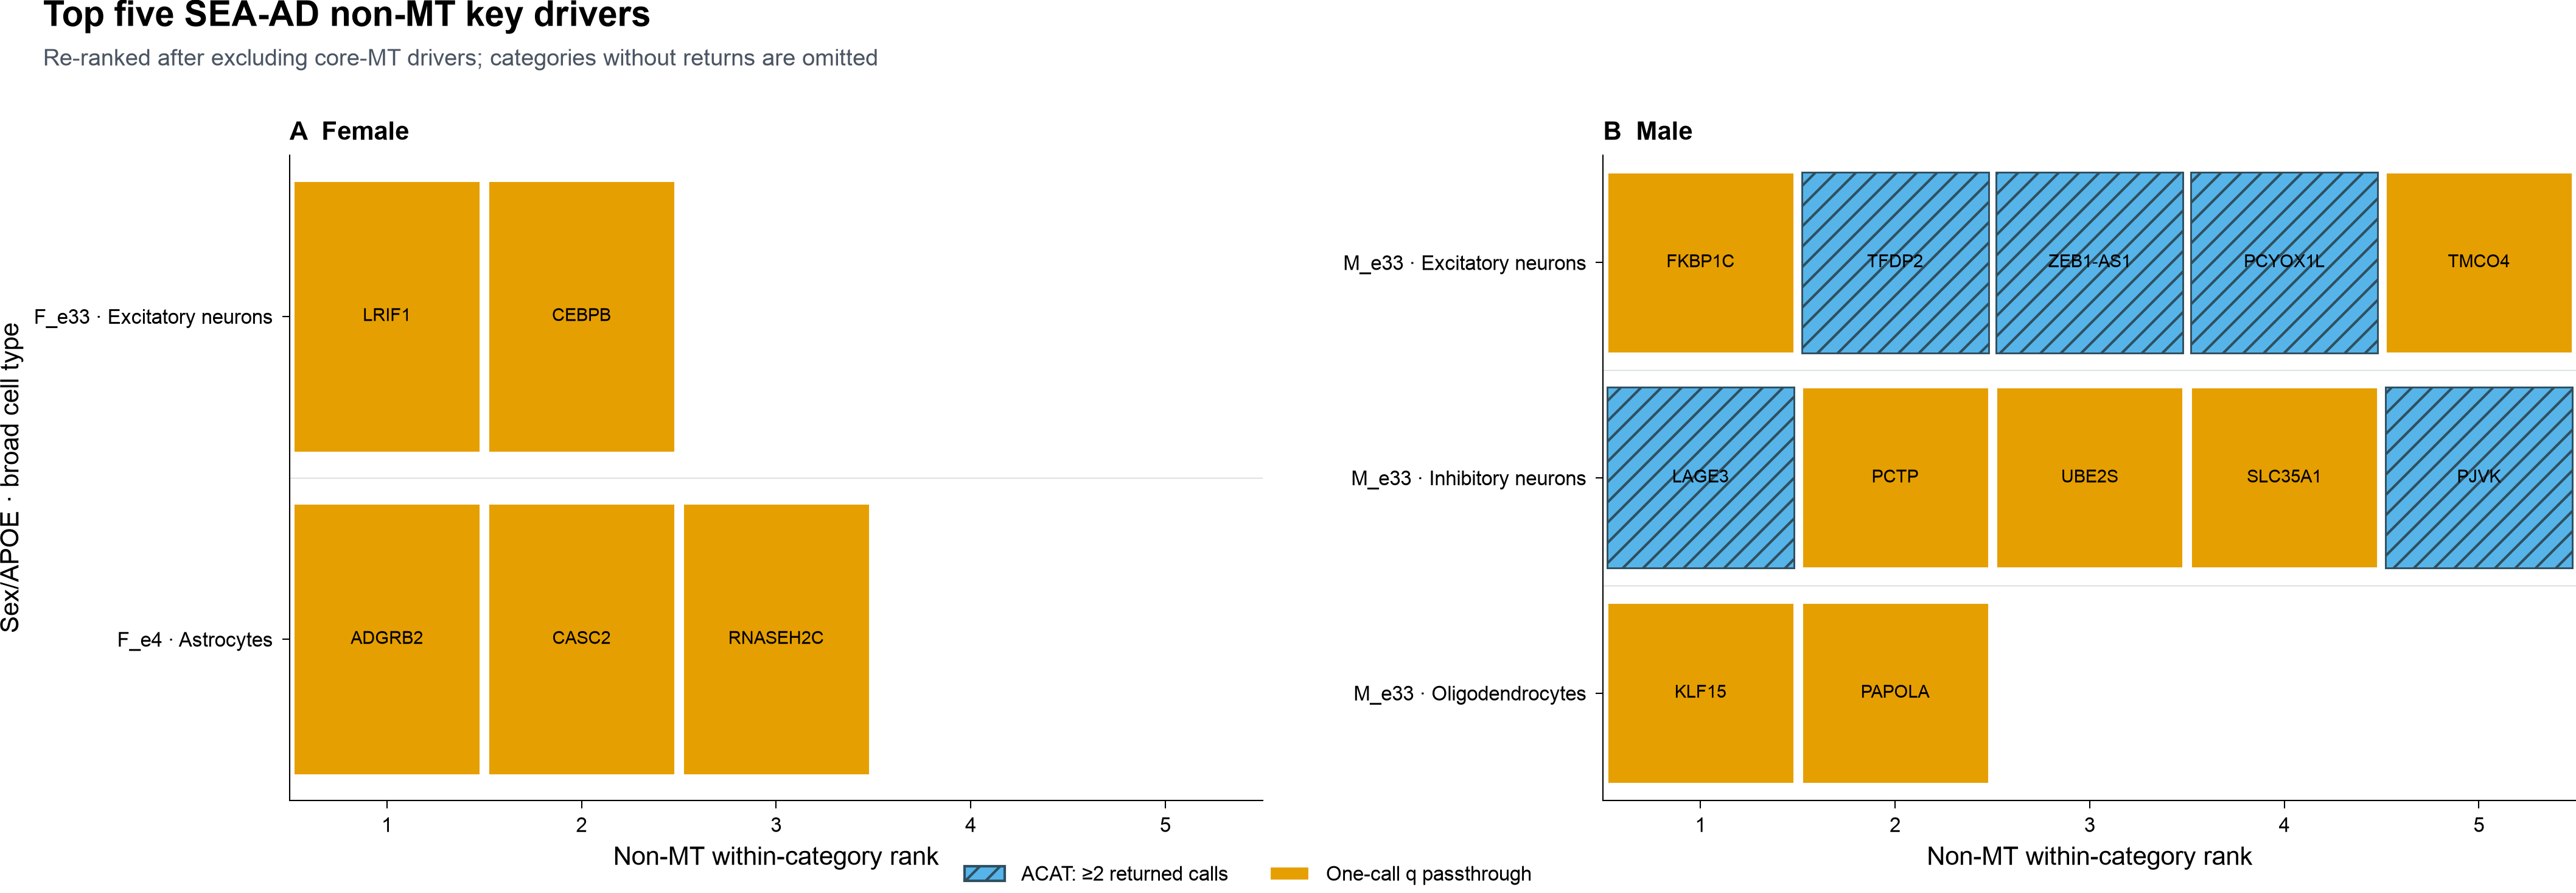 Top five SEA-AD non-MT key drivers
Re-ranked after excluding core-MT drivers; categories without returns are omitted
A Female
Sex/APOE · broad cell type
F_e33 · Excitatory neurons
LRIF1
CEBPB
F_e4 · Astrocytes
ADGRB2
CASC2
RNASEH2C
1
2
3
4
5
Non-MT within-category rank
B Male
M_e33 · Excitatory neurons
FKBP1C
TFDP2
ZEB1-AS1
PCYOX1L
TMCO4
M_e33 · Inhibitory neurons
LAGE3
PCTP
UBE2S
SLC35A1
PJVK
M_e33 · Oligodendrocytes
KLF15
PAPOLA
1
2
3
4
5
Non-MT within-category rank
ACAT: ≥2 returned calls
One-call q passthrough